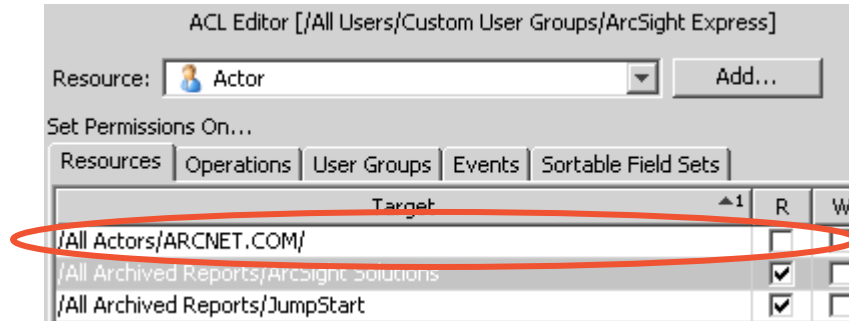 ACL Editor [/All Users/Custom User Groups/ArcSight Express]
Resource: Actor Add...
Set Permissions On...
Resources Operations User Groups Events Sortable Field Sets
Target 1 R W
/All Actors/ARCNET.COM/
/All Archived Reports/ArcSight Solutions
/All Archived Reports/JumpStart